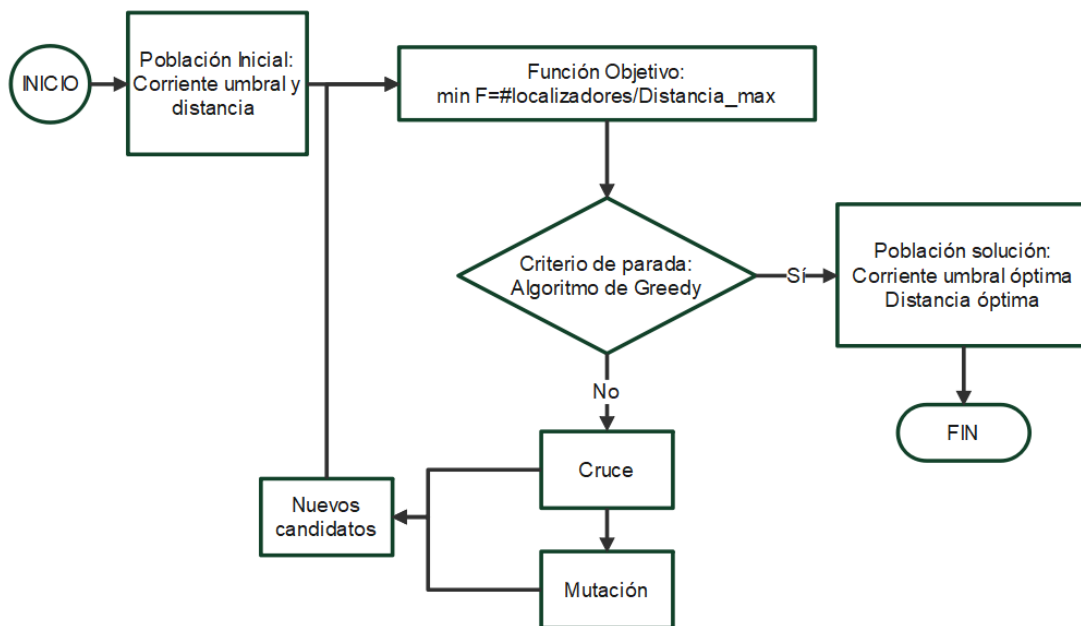 INICIO
Población Inicial:
Corriente umbral y
distancia
Función Objetivo:
min F=#localizadores/Distancia_max
Criterio de parada:
Algoritmo de Greedy
Sí
Población solución:
Corriente umbral óptima
Distancia óptima
No
FIN
Cruce
Nuevos
candidatos
Mutación